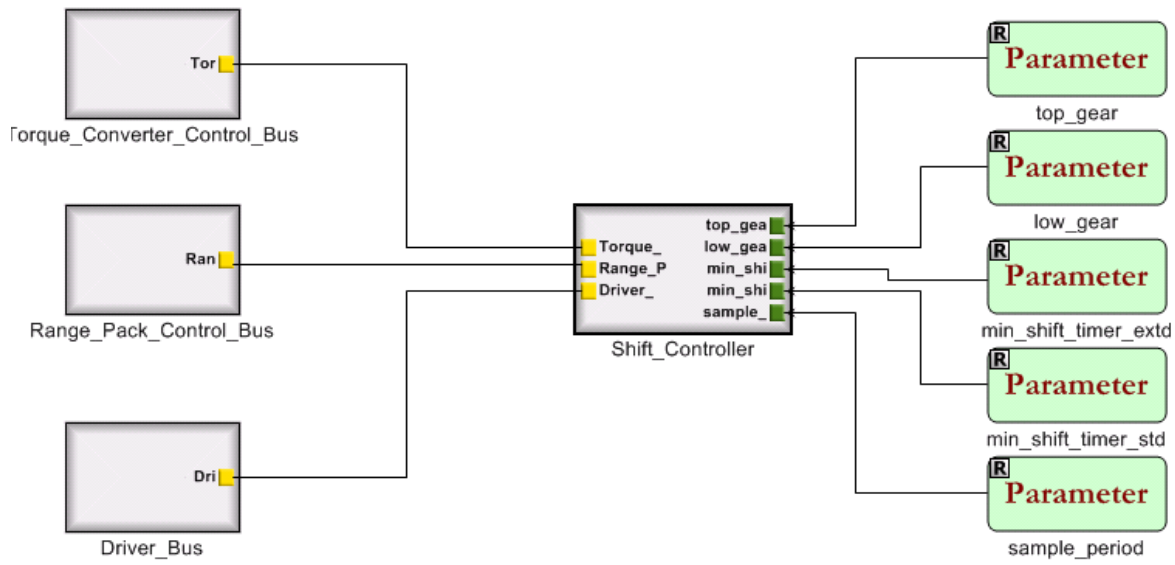 Tor
Torque_Converter_Control_Bus
Ran
Range_Pack_Control_Bus
Dri
Driver_Bus
Torque_
Range_P
Driver_
top_gea
low_gea
min_shi
min_shi
sample_
Shift_Controller
R
Parameter
top_gear
R
Parameter
low_gear
R
Parameter
min_shift_timer_extd
R
Parameter
min_shift_timer_std
R
Parameter
sample_period